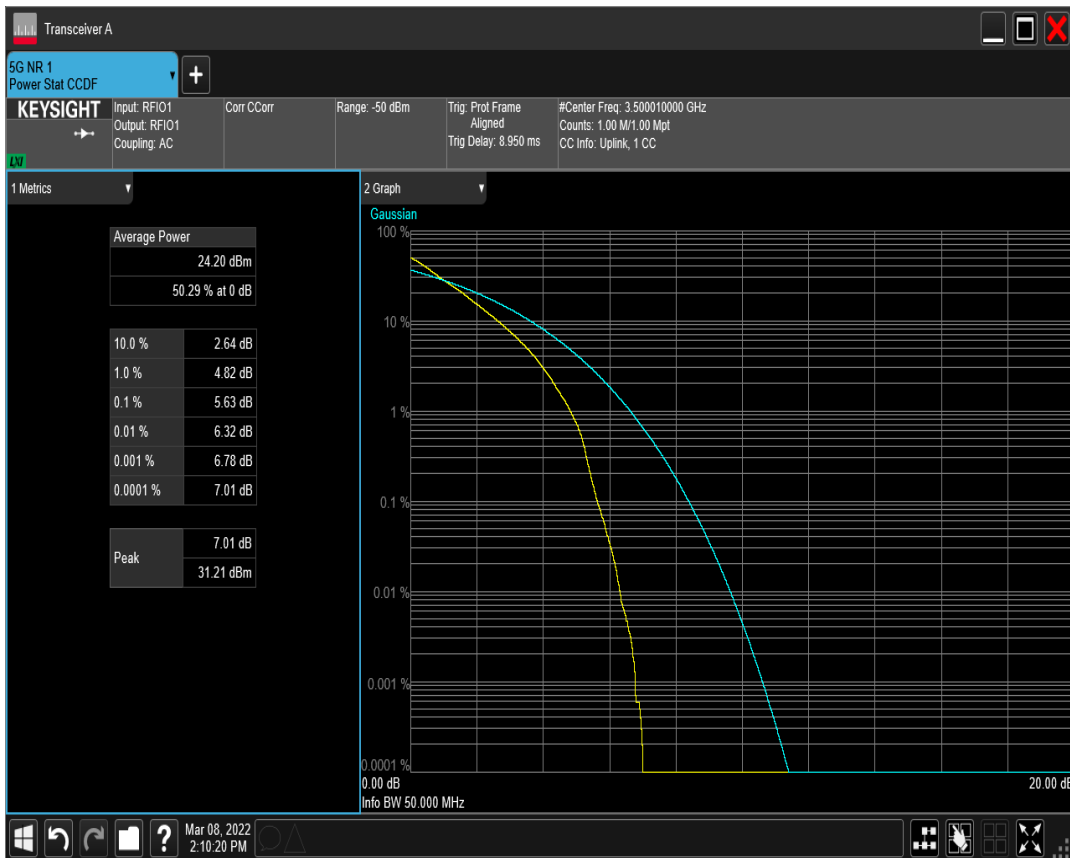 Transceiver A
5G NR 1
Power Stat CCDF
KEYSIGHT
LXI
Input: RFIO1
Output: RFIO1
Coupling: AC
Corr CCorr
Range: -50 dBm
Trig: Prot Frame
Aligned
Trig Delay: 8.950 ms
#Center Freq: 3.500010000 GHz
Counts: 1.00 M/1.00 Mpt
CC Info: Uplink, 1 CC
1 Metrics
Average Power
24.20 dBm
50.29 % at 0 dB
10.0 % 2.64 dB
1.0 % 4.82 dB
0.1 % 5.63 dB
0.01 % 6.32 dB
0.001 % 6.78 dB
0.0001 % 7.01 dB
Peak 7.01 dB
31.21 dBm
2 Graph
Gaussian
100 %
10 %
1 %
0.1 %
0.01 %
0.001 %
0.0001 %
0.00 dB 20.00 dB
Info BW 50.000 MHz
?
Mar 08, 2022
2:10:20 PM